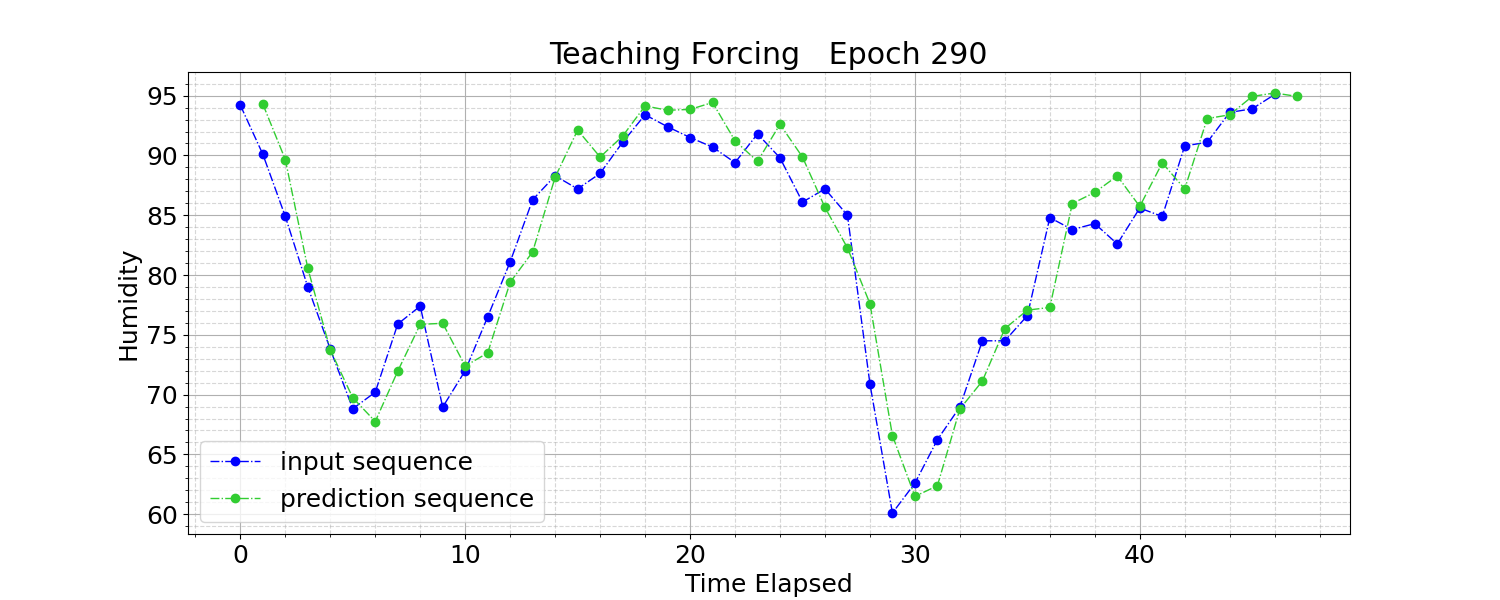 Teaching Forcing   Epoch 290
Humidity
95
90
85
80
75
70
65
60
input sequence
prediction sequence
0 10 20 30 40
Time Elapsed